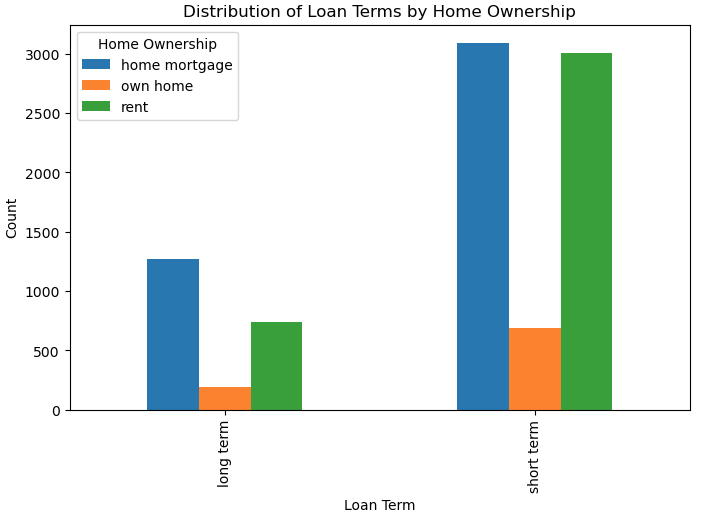 Distribution of Loan Terms by Home Ownership
Home Ownership
home mortgage
own home
rent
3000
2500
2000
1500
1000
500
0
Count
long term
short term
Loan Term